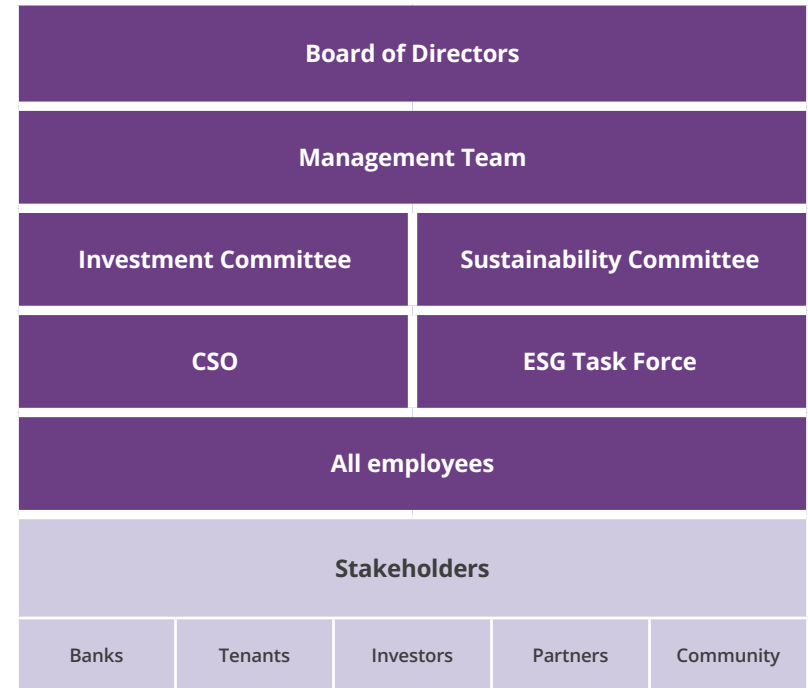 Board of Directors
Management Team
Investment Committee
Sustainability Committee
CSO
ESG Task Force
All employees
Stakeholders
Banks
Tenants
Investors
Partners
Community